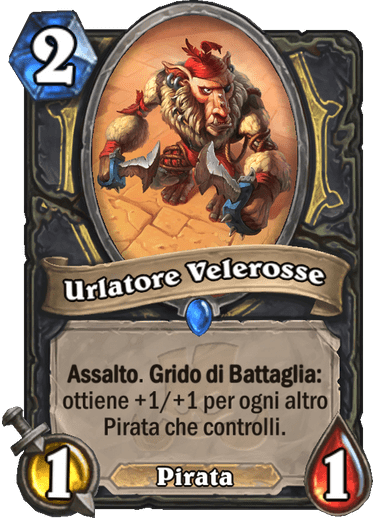 2
Urlatore Velerosse
Assalto. Grido di Battaglia:
ottiene +1/+1 per ogni altro
Pirata che controlli.
1
Pirata
1